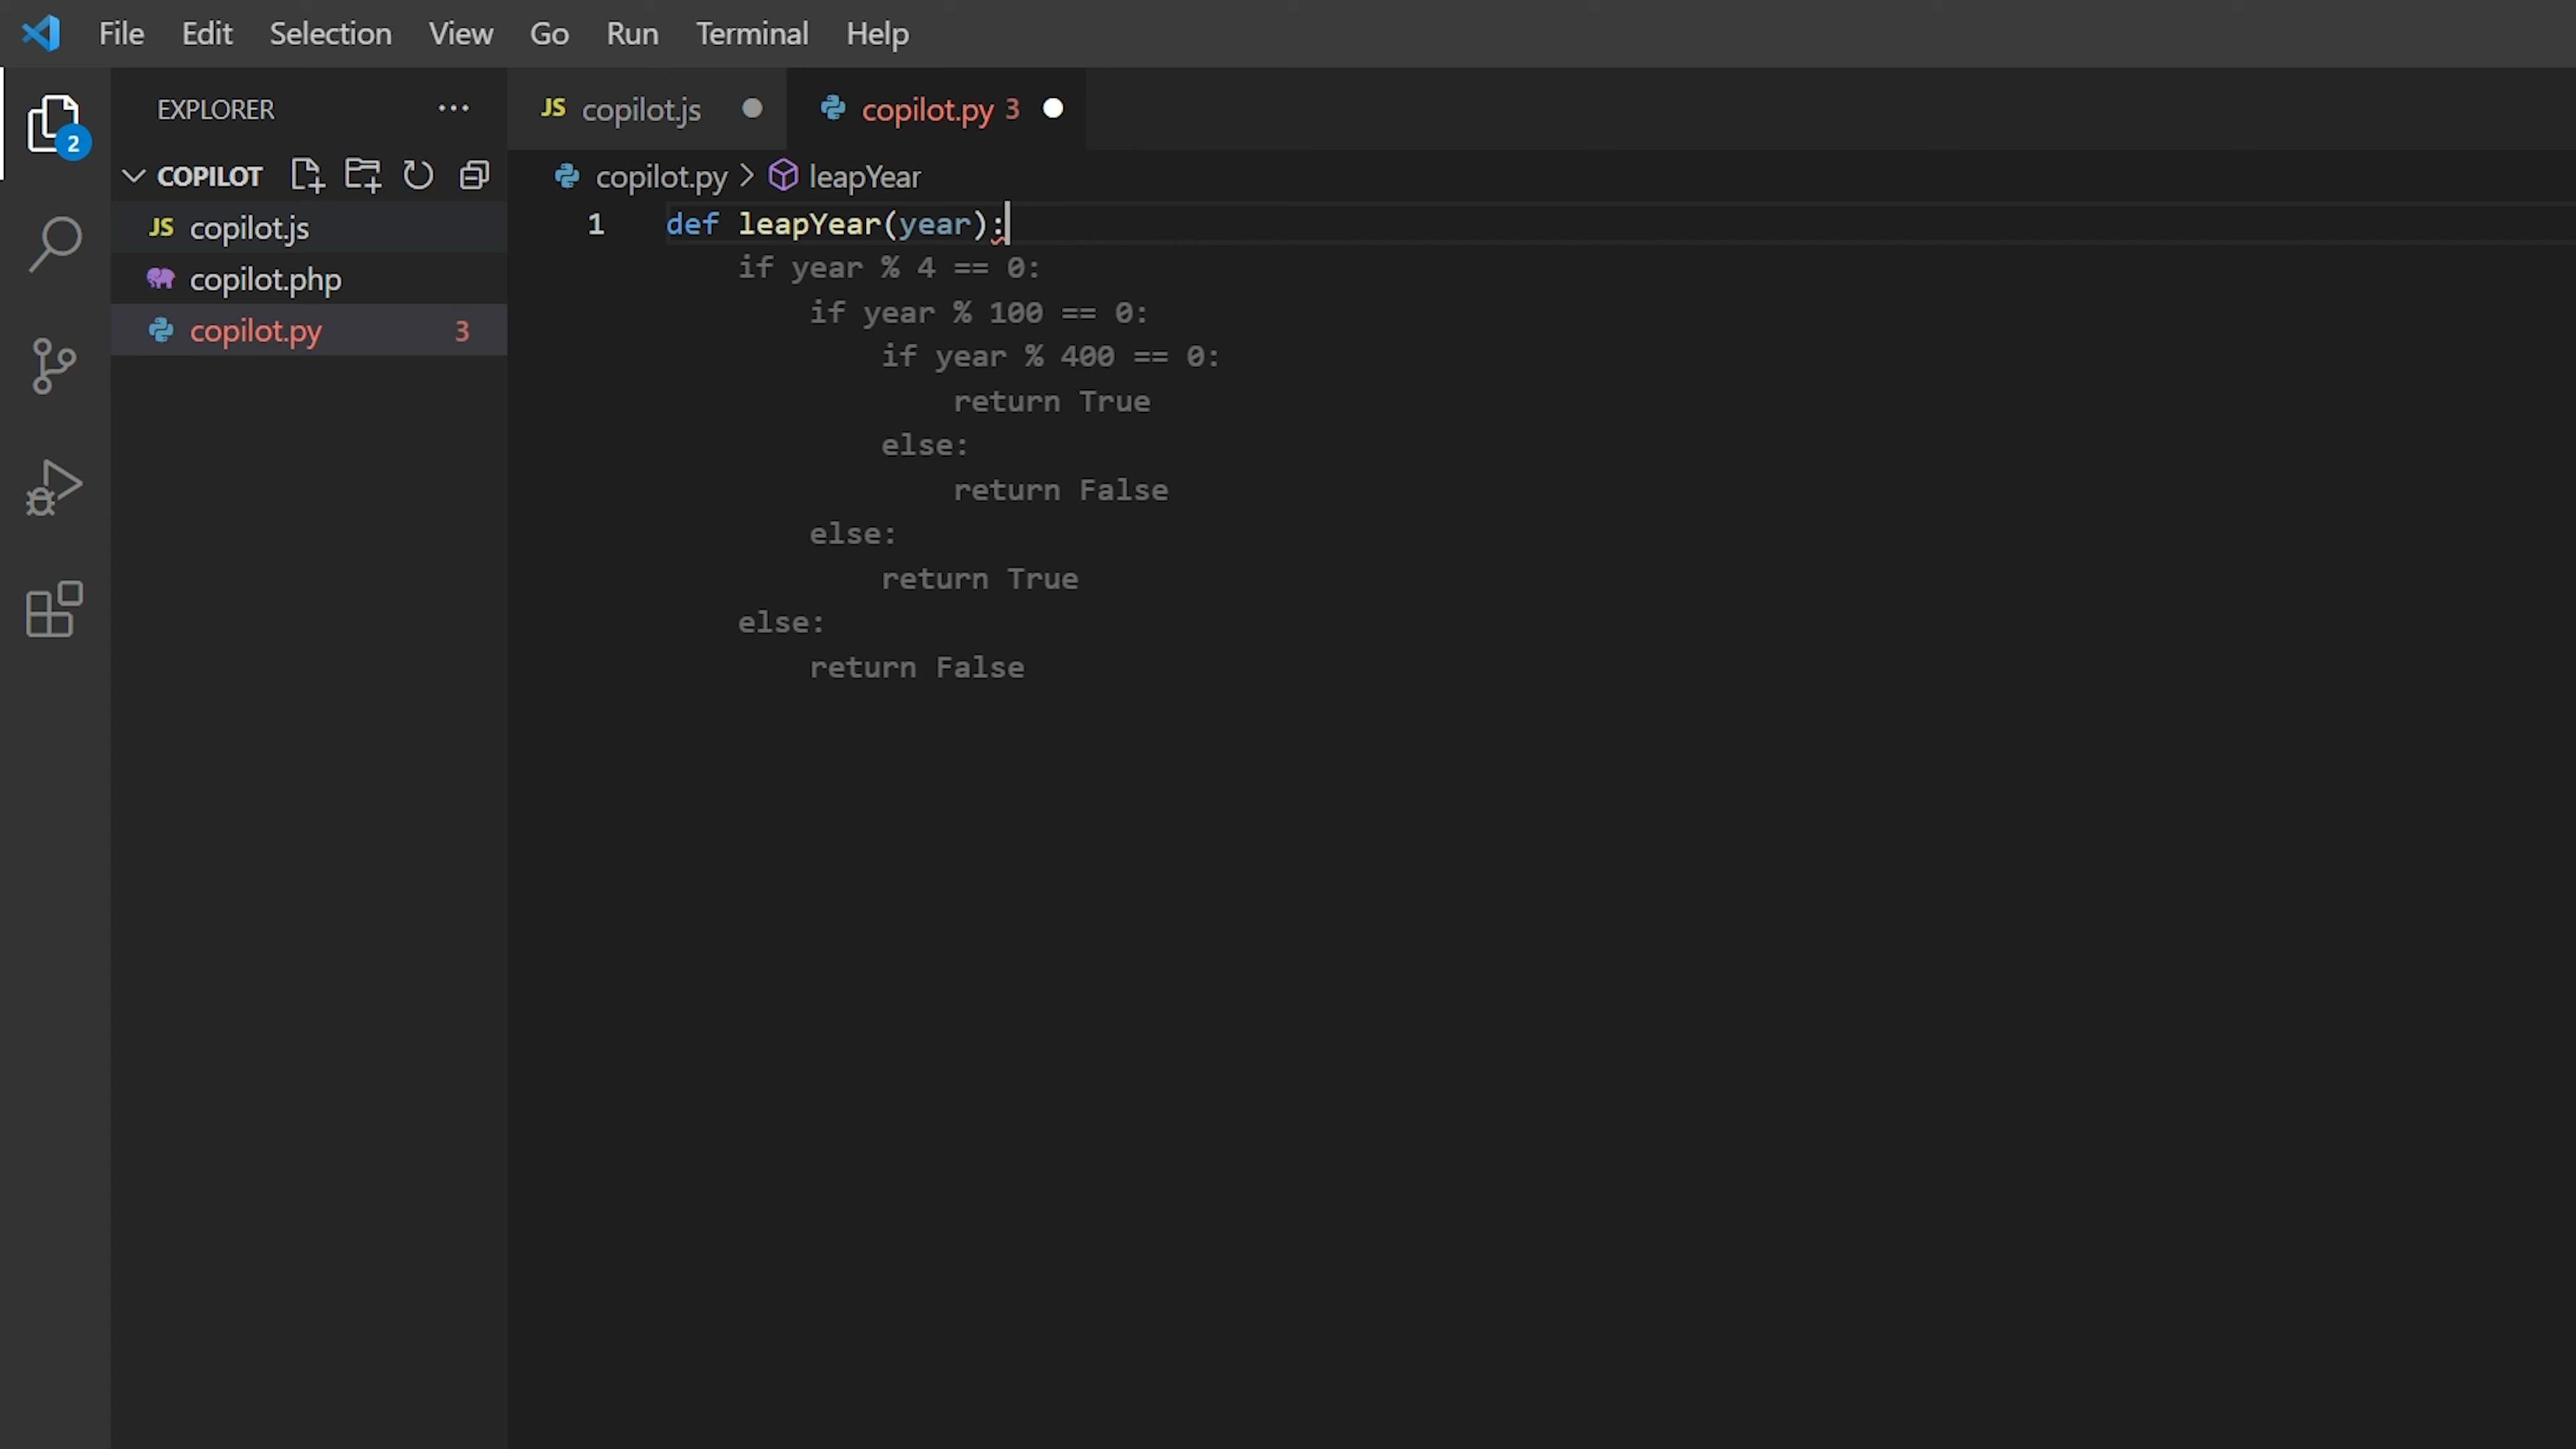 File Edit Selection View Go Run Terminal Help
EXPLORER ···
JS copilot.js
copilot.py 3
2
COPILOT
copilot.py > leapYear
JS copilot.js
copilot.php
copilot.py 3
1 def leapYear(year):
    if year % 4 == 0:
        if year % 100 == 0:
            if year % 400 == 0:
                return True
            else:
                return False
        else:
            return True
    else:
        return False